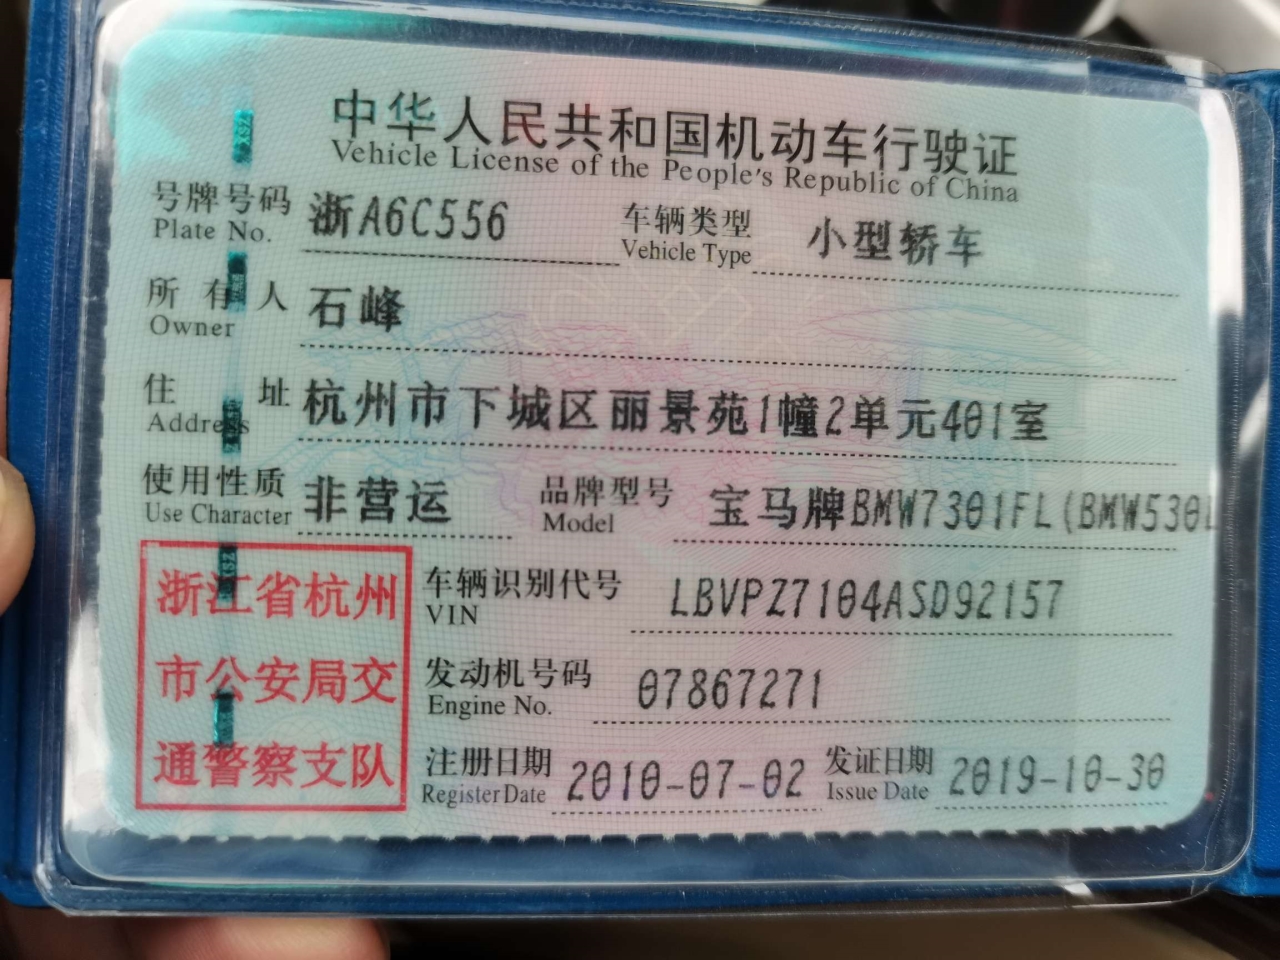 中华人民共和国机动车行驶证
Vehicle License of the People's Republic of China
号牌号码 浙A6C556 车辆类型 小型轿车
Plate No. Vehicle Type
所有人 石峰
Owner
住址 杭州市下城区丽景苑1幢2单元401室
Address
使用性质 非营运 品牌型号 宝马牌BMW7301FL(BMW530L
Use Character Model
浙江省杭州
市公安局交
通警察支队
车辆识别代号 LBVPZ7104ASD92157
VIN
发动机号码 07867271
Engine No.
注册日期 2010-07-02 发证日期 2019-10-30
Register Date Issue Date